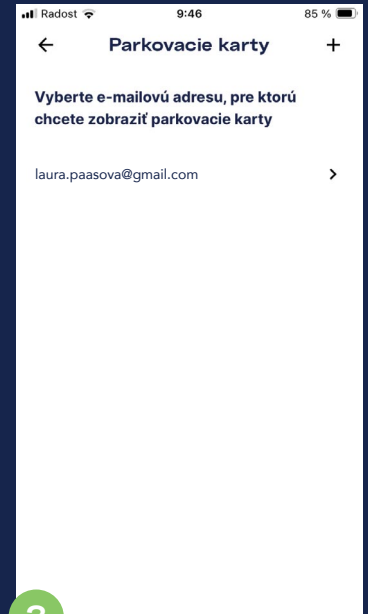 Radost 9:46 85 %
Parkovacie karty
Vyberte e-mailovú adresu, pre ktorú
chcete zobraziť parkovacie karty
laura.paasova@gmail.com